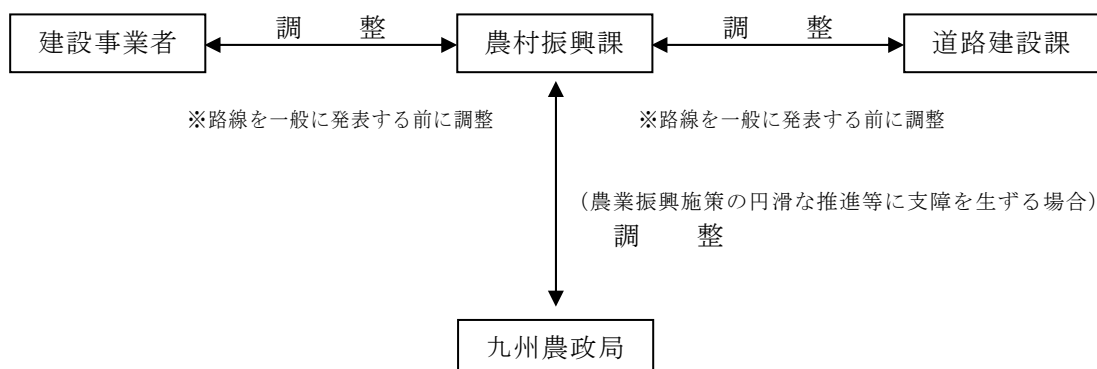 調　　整　　　　調　　整
建設事業者　農村振興課　道路建設課
※路線を一般に発表する前に調整　※路線を一般に発表する前に調整
（農業振興施策の円滑な推進等に支障を生ずる場合）
調　　整
九州農政局